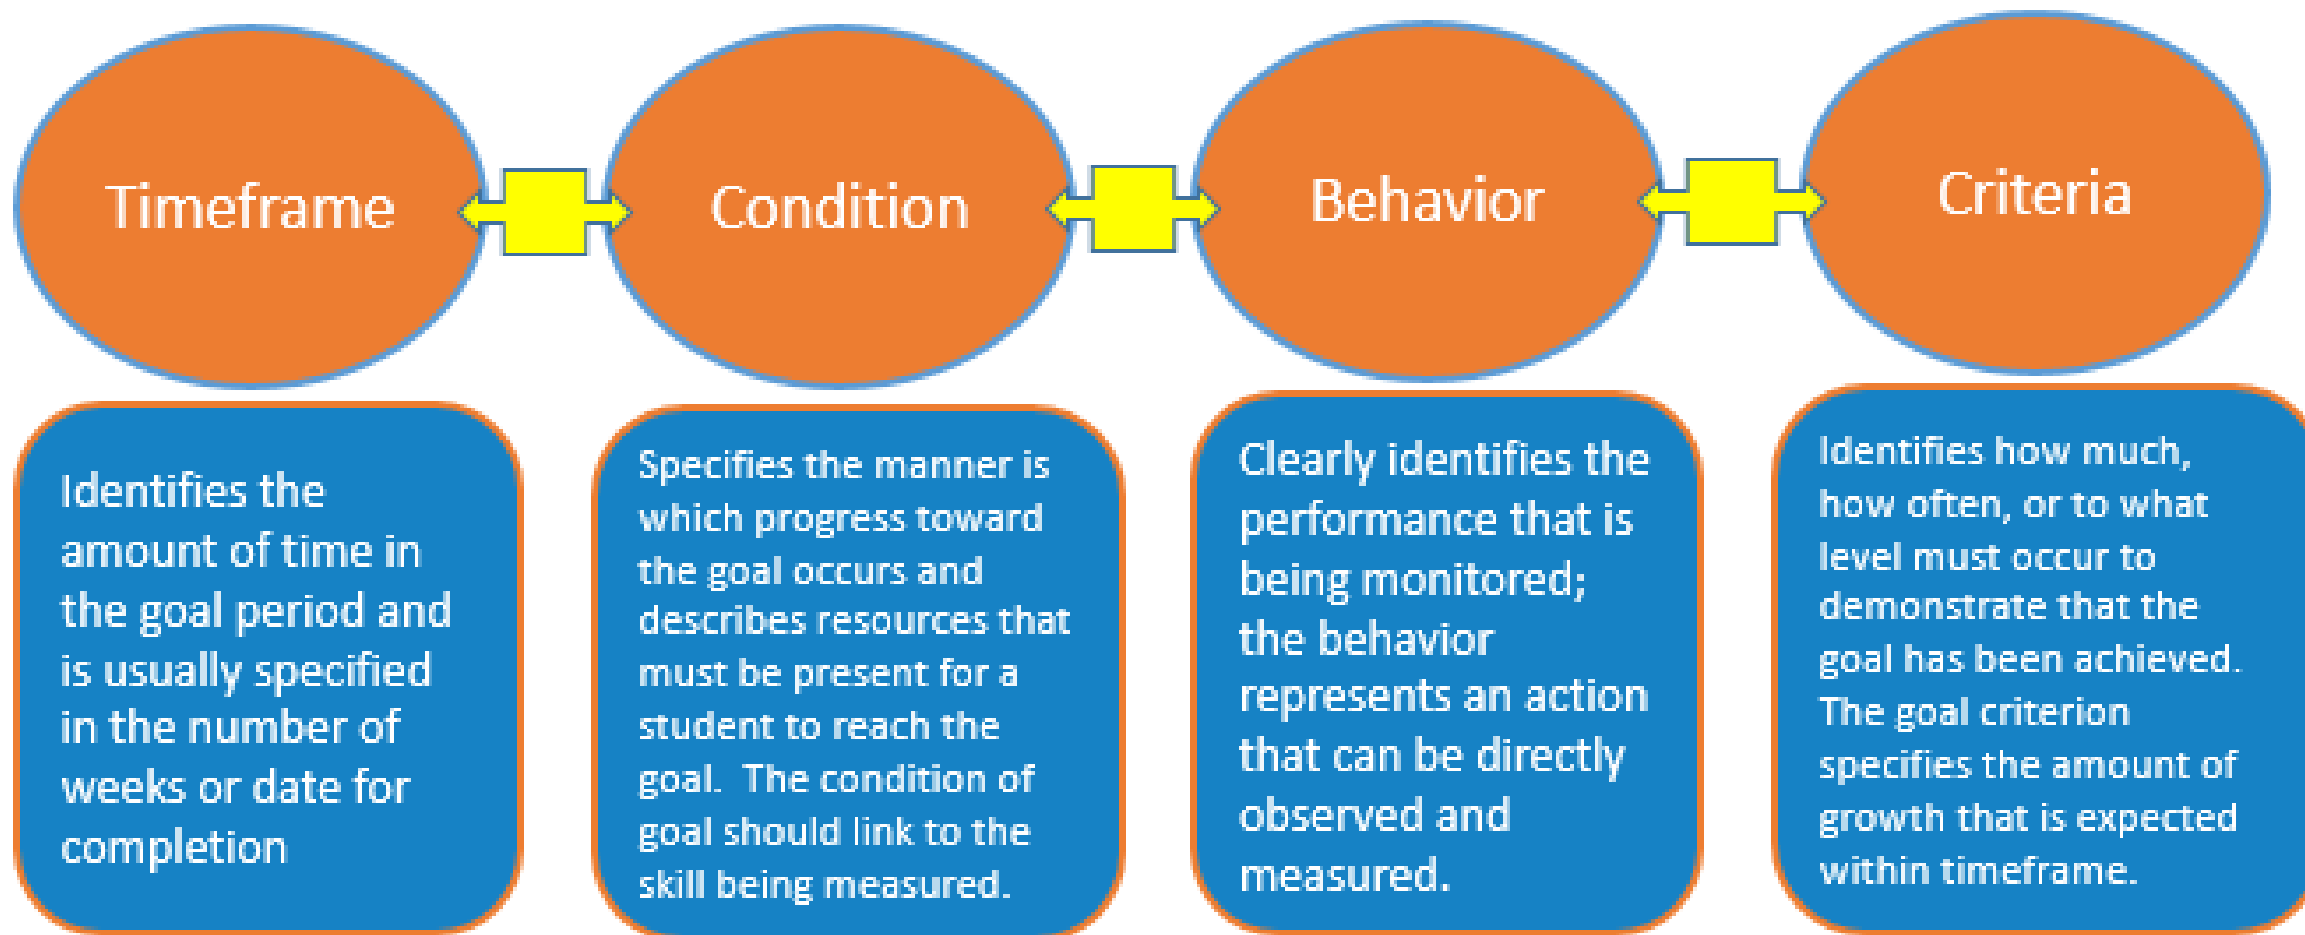 Timeframe
Condition
Behavior
Criteria
Identifies the
amount of time in
the goal period and
is usually specified
in the number of
weeks or date for
completion
Specifies the manner is
which progress toward
the goal occurs and
describes resources that
must be present for a
student to reach the
goal.  The condition of
goal should link to the
skill being measured.
Clearly identifies the
performance that is
being monitored;
the behavior
represents an action
that can be directly
observed and
measured.
Identifies how much,
how often, or to what
level must occur to
demonstrate that the
goal has been achieved.
The goal criterion
specifies the amount of
growth that is expected
within timeframe.